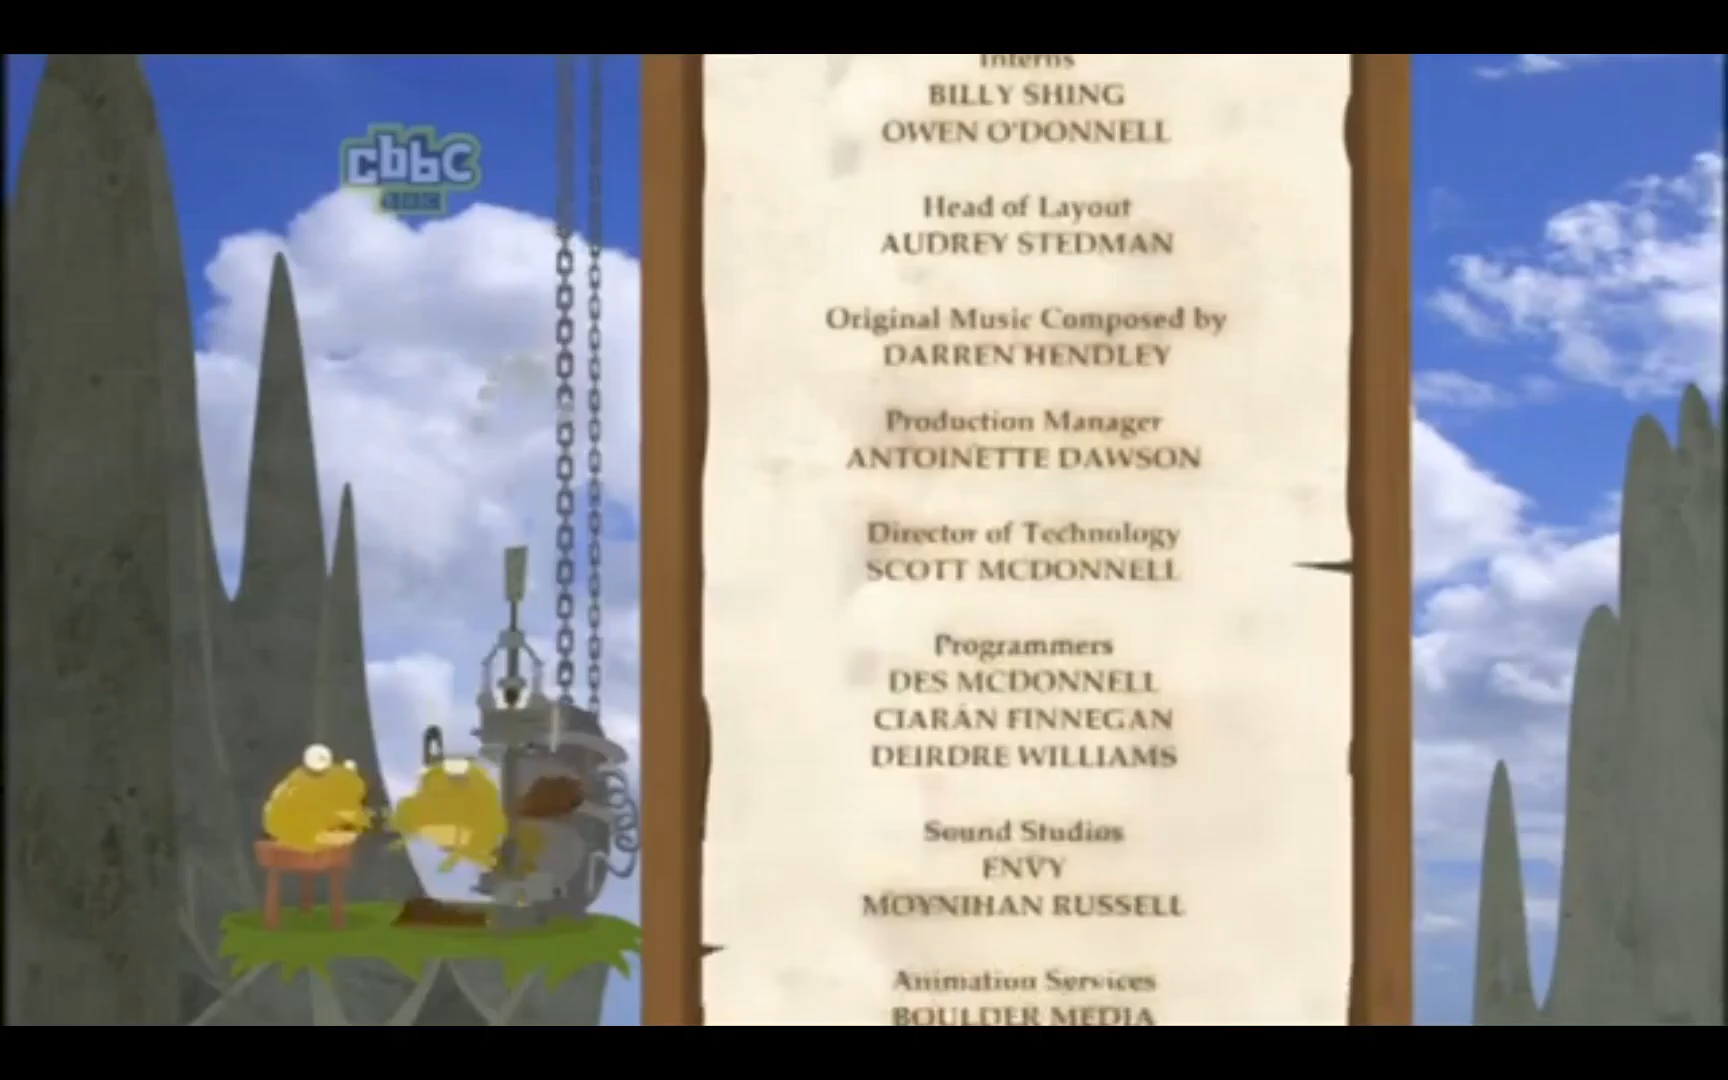 cbbc
Interns
BILLY SHING
OWEN O'DONNELL
Head of Layout
AUDREY STEDMAN
Original Music Composed by
DARREN HENDLEY
Production Manager
ANTOINETTE DAWSON
Director of Technology
SCOTT MCDONNELL
Programmers
DES MCDONNELL
CIARÁN FINNEGAN
DEIRDRE WILLIAMS
Sound Studios
ENVY
MOYNIHAN RUSSELL
Animation Services
BOULDER MEDIA